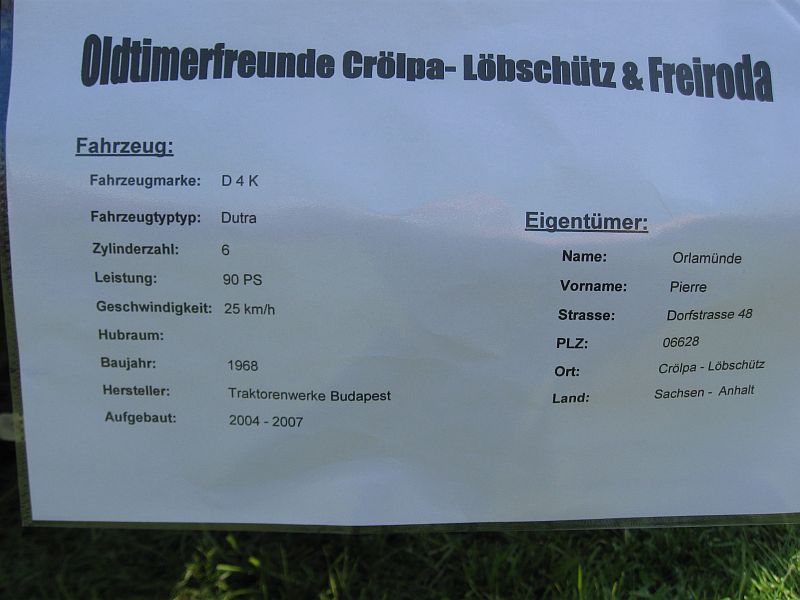 Oldtimerfreunde Crölpa- Löbschütz & Freiroda
Fahrzeug:
Fahrzeugmarke: D 4 K
Fahrzeugtyptyp: Dutra
Zylinderzahl: 6
Leistung: 90 PS
Geschwindigkeit: 25 km/h
Hubraum:
Baujahr: 1968
Hersteller: Traktorenwerke Budapest
Aufgebaut: 2004 - 2007
Eigentümer:
Name: Orlamünde
Vorname: Pierre
Strasse: Dorfstrasse 48
PLZ: 06628
Ort: Crölpa - Löbschütz
Land: Sachsen - Anhalt